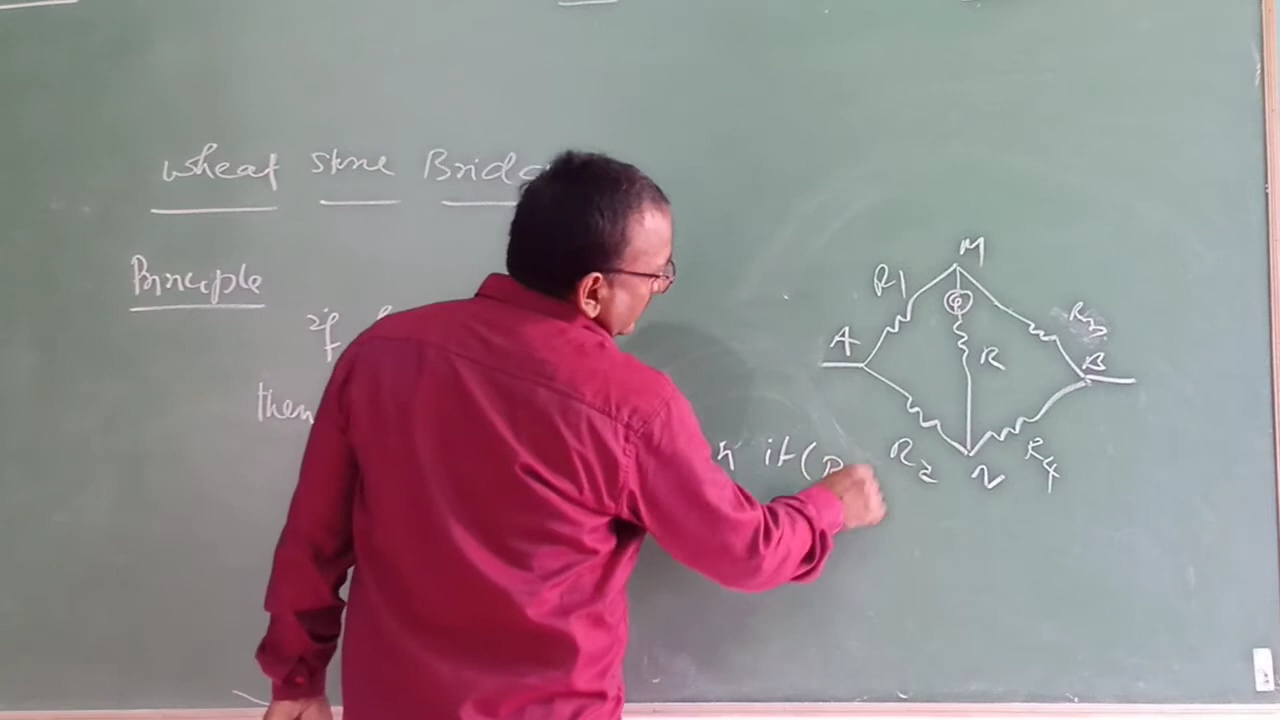 wheat stone Bridge
Principle
if
then
it (R
M
R1
R3
A
R
B
R2
N
R4